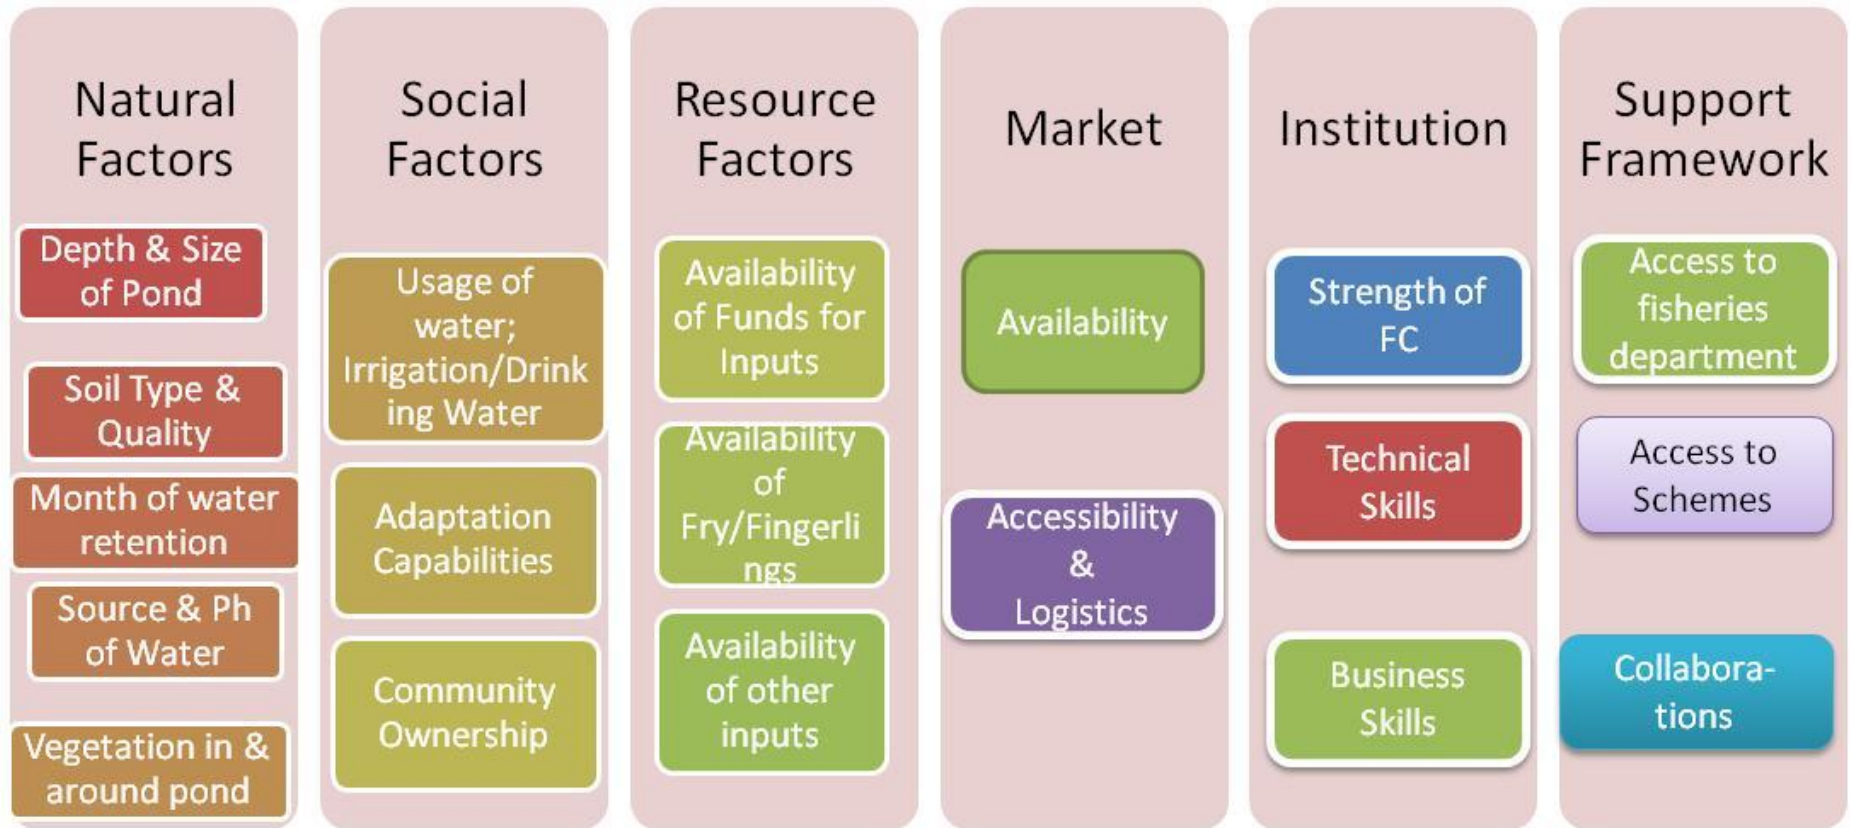 Natural
Factors
Depth & Size
of Pond
Soil Type &
Quality
Month of water
retention
Source & Ph
of Water
Vegetation in &
around pond
Social
Factors
Usage of
water;
Irrigation/Drink
ing Water
Adaptation
Capabilities
Community
Ownership
Resource
Factors
Availability
of Funds for
Inputs
Availability
of
Fry/Fingerli
ngs
Availability
of other
inputs
Market
Availability
Accessibility
&
Logistics
Institution
Strength of
FC
Technical
Skills
Business
Skills
Support
Framework
Access to
fisheries
department
Access to
Schemes
Collabora-
tions